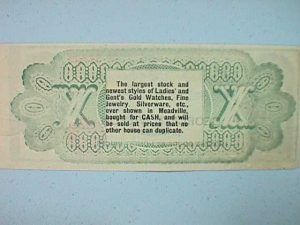 The largest stock and
newest styles of Ladies' and
Gent's Gold Watches, Fine
Jewelry, Silverware, etc.,
ever shown in Meadville,
bought for CASH, and will
be sold at prices that no
other house can duplicate.
X X